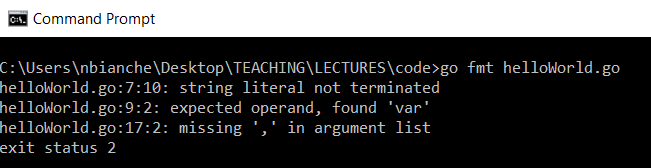 Command Prompt
C:\Users\nbianche\Desktop\TEACHING\LECTURES\code>go fmt helloWorld.go
helloWorld.go:7:10: string literal not terminated
helloWorld.go:9:2: expected operand, found 'var'
helloWorld.go:17:2: missing ',' in argument list
exit status 2